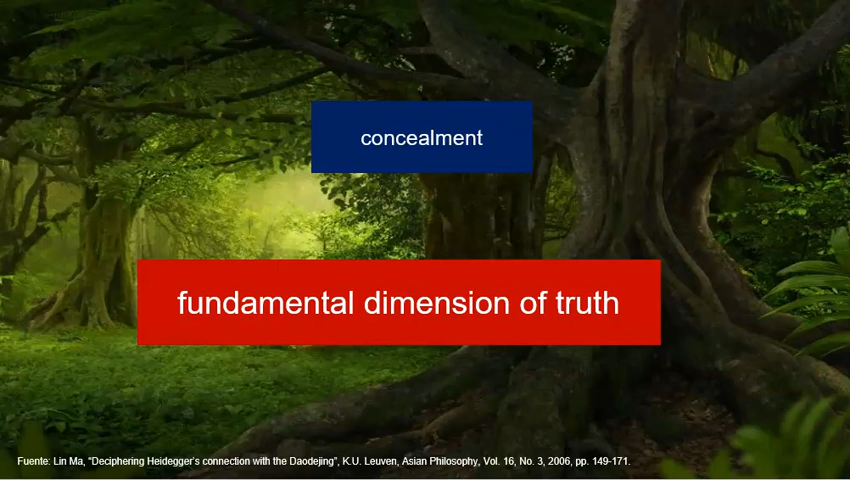 concealment
fundamental dimension of truth
Fuente: Lin Ma, “Deciphering Heidegger’s connection with the Daodejing”, K.U. Leuven, Asian Philosophy, Vol. 16, No. 3, 2006, pp. 149-171.